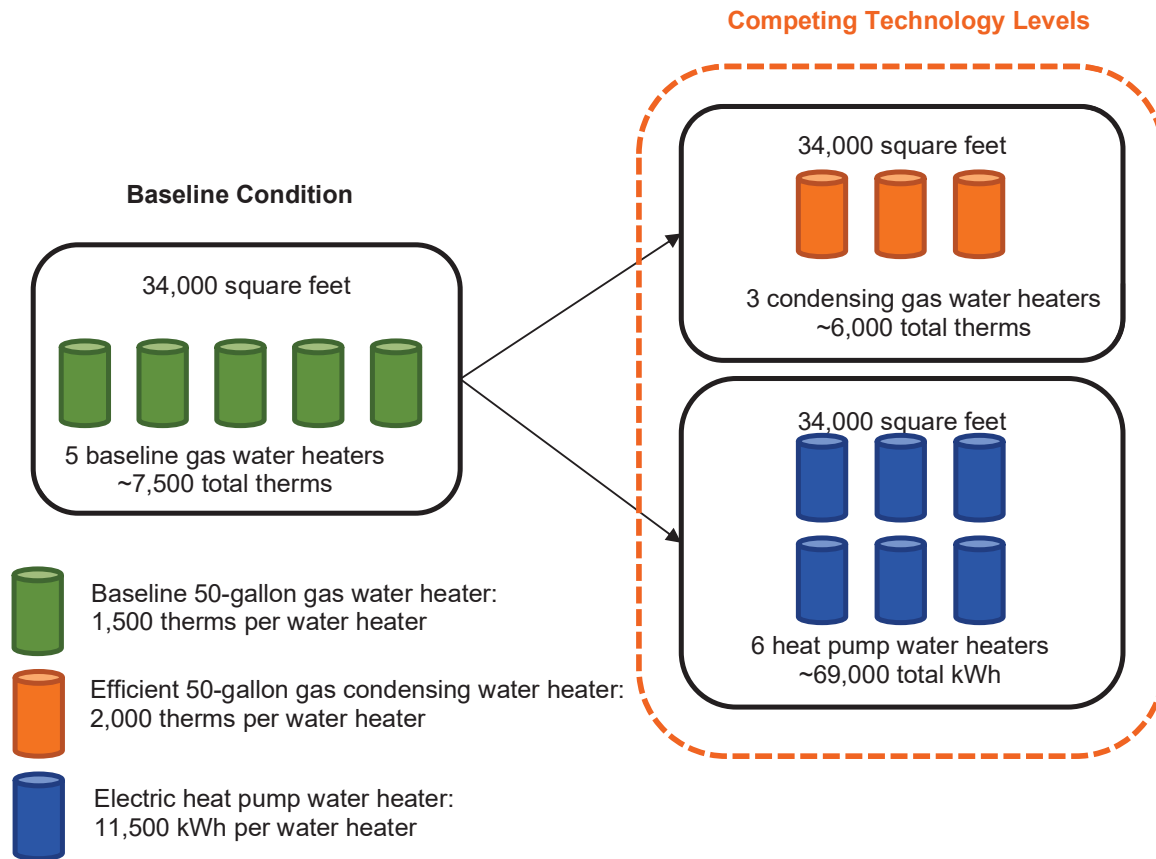 Competing Technology Levels
Baseline Condition
34,000 square feet
5 baseline gas water heaters
~7,500 total therms
34,000 square feet
3 condensing gas water heaters
~6,000 total therms
34,000 square feet
6 heat pump water heaters
~69,000 total kWh
Baseline 50-gallon gas water heater:
1,500 therms per water heater
Efficient 50-gallon gas condensing water heater:
2,000 therms per water heater
Electric heat pump water heater:
11,500 kWh per water heater